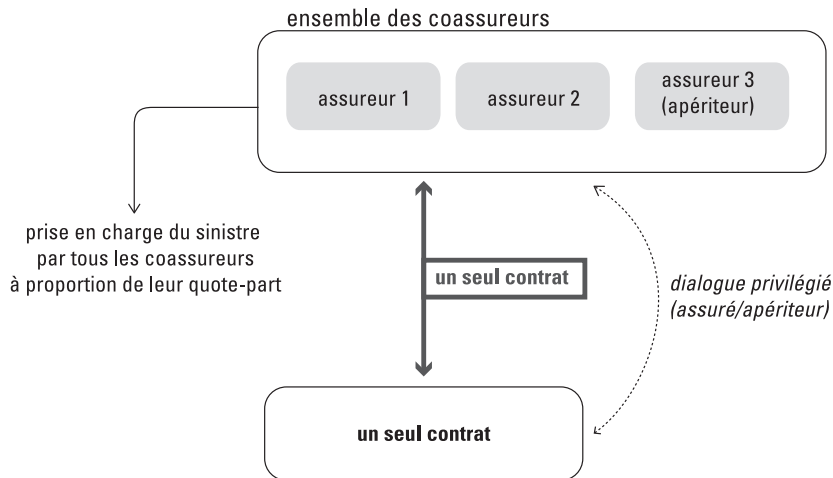 ensemble des coassureurs
assureur 1
assureur 2
assureur 3
(apériteur)
prise en charge du sinistre
par tous les coassureurs
à proportion de leur quote-part
un seul contrat
dialogue privilégié
(assuré/apériteur)
un seul contrat